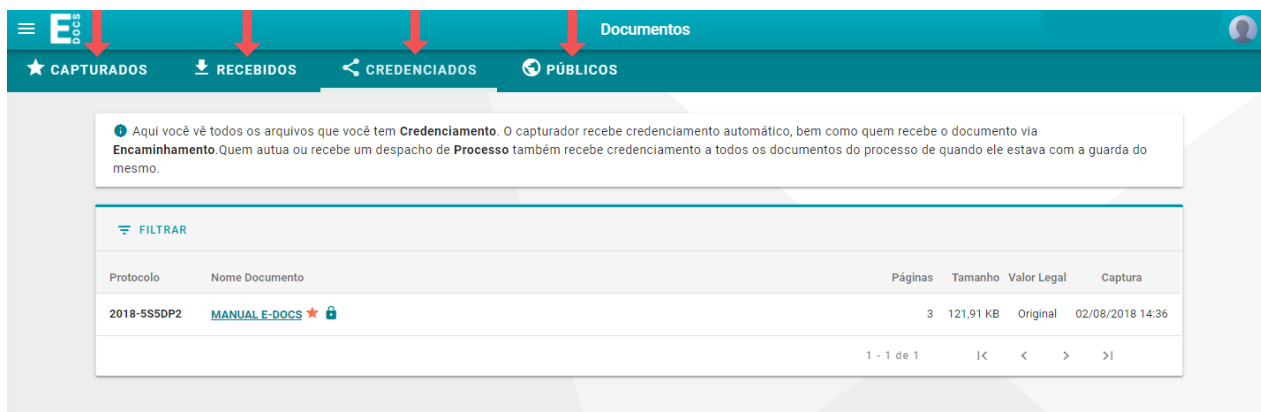 E DOCS
Documentos
CAPTURADOS RECEBIDOS CREDENCIADOS PÚBLICOS
Aqui você vê todos os arquivos que você tem Credenciamento. O capturador recebe credenciamento automático, bem como quem recebe o documento via
Encaminhamento.Quem autua ou recebe um despacho de Processo também recebe credenciamento a todos os documentos do processo de quando ele estava com a guarda do
mesmo.
FILTRAR
Protocolo Nome Documento Páginas Tamanho Valor Legal Captura
2018-5S5DP2 MANUAL E-DOCS 3 121,91 KB Original 02/08/2018 14:36
1 - 1 de 1